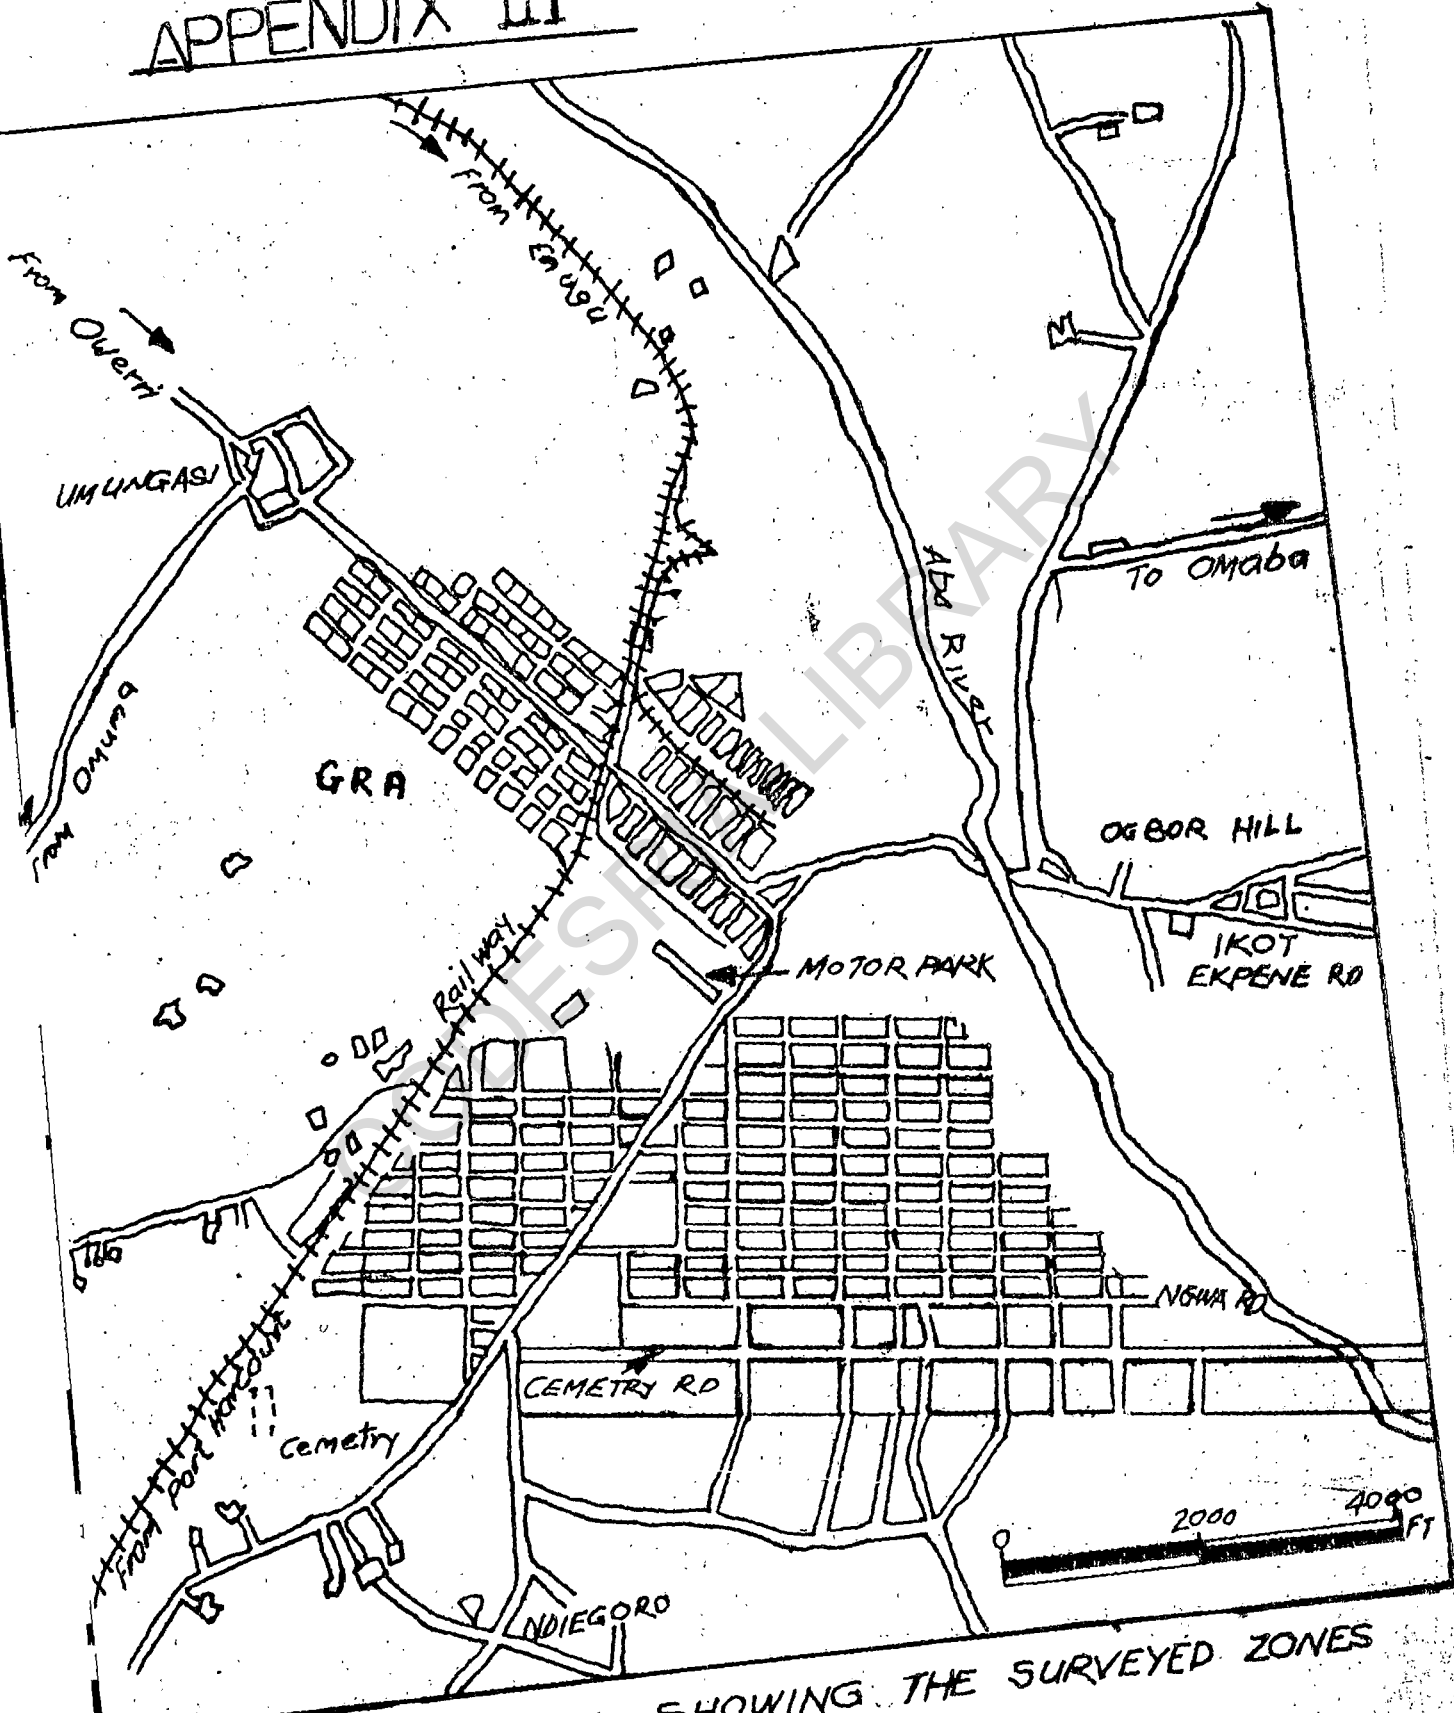 APPENDIX III
From Enugu
From Owerri
UMUNGASI
Aba River
To Omaba
From Omuma
GRA
OGBOR HILL
IKOT
EKPENE RD
Railway
MOTOR PARK
NGWA RD
CEMETRY RD
Cemetry
From Port Harcourt
0 2000 4000
FT
NDIEGORO
SHOWING THE SURVEYED ZONES
CODESRIA LIBRARY